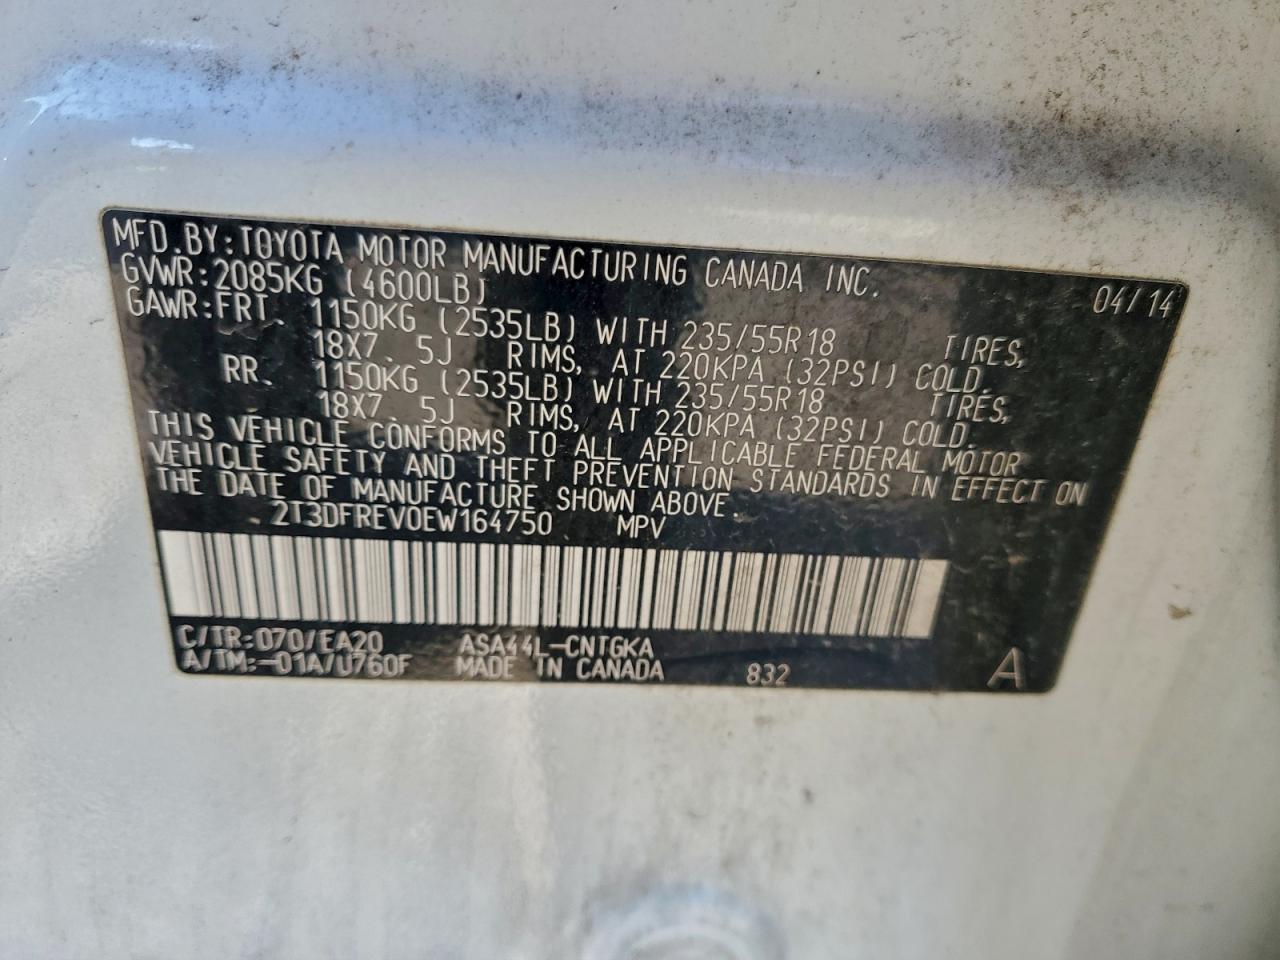 MFD.BY:TOYOTA MOTOR MANUFACTURING CANADA INC. 04/14
GVWR:2085KG (4600LB)
GAWR:FRT. 1150KG (2535LB) WITH 235/55R18 TIRES,
18X7.5J RIMS, AT 220KPA (32PSI) COLD.
RR. 1150KG (2535LB) WITH 235/55R18 TIRES,
18X7.5J RIMS, AT 220KPA (32PSI) COLD.
THIS VEHICLE CONFORMS TO ALL APPLICABLE FEDERAL MOTOR
VEHICLE SAFETY AND THEFT PREVENTION STANDARDS IN EFFECT ON
THE DATE OF MANUFACTURE SHOWN ABOVE.
2T3DFREV0EW164750 MPV
C/TR:070/EA20 ASA44L-CNTGKA
A/TM:-01A/U760F MADE IN CANADA 832 A